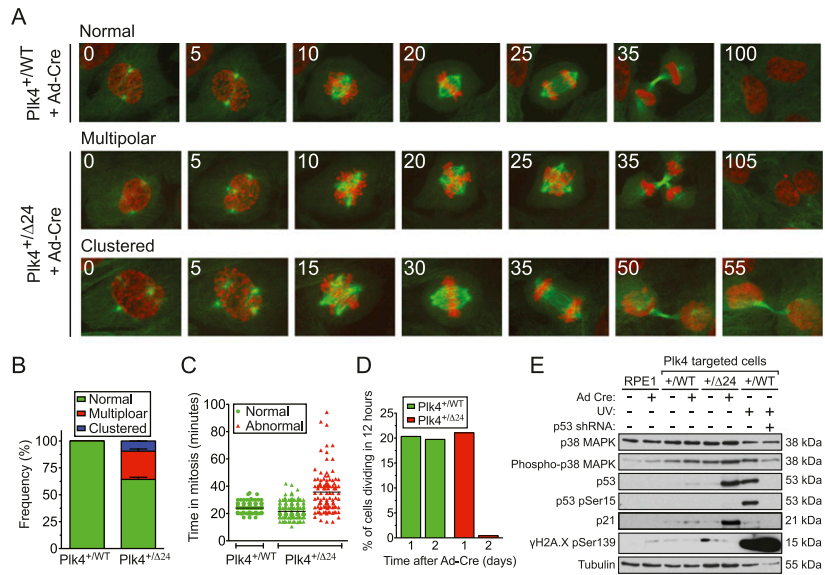 A
Normal
Plk4+/WT
+ Ad-Cre
0 5 10 20 25 35 100
Multipolar
Plk4+/Δ24
+ Ad-Cre
0 5 10 20 25 35 105
Clustered
0 5 15 30 35 50 55
B
Normal
Multiploar
Clustered
Frequency (%)
100
75
50
25
0
Plk4+/WT Plk4+/Δ24
C
Normal
Abnormal
Time in mitosis (minutes)
100
80
60
40
20
0
Plk4+/WT Plk4+/Δ24
D
Plk4+/WT
Plk4+/Δ24
% of cells dividing in 12 hours
25
20
15
10
5
0
1 2 1 2
Time after Ad-Cre (days)
E
Plk4 targeted cells
RPE1 +/WT +/Δ24 +/WT
Ad Cre: - + - + - + - -
UV: - - - - - - + +
p53 shRNA: - - - - - - - +
p38 MAPK 38 kDa
Phospho-p38 MAPK 38 kDa
p53 53 kDa
p53 pSer15 53 kDa
p21 21 kDa
γH2A.X pSer139 15 kDa
Tubulin 55 kDa